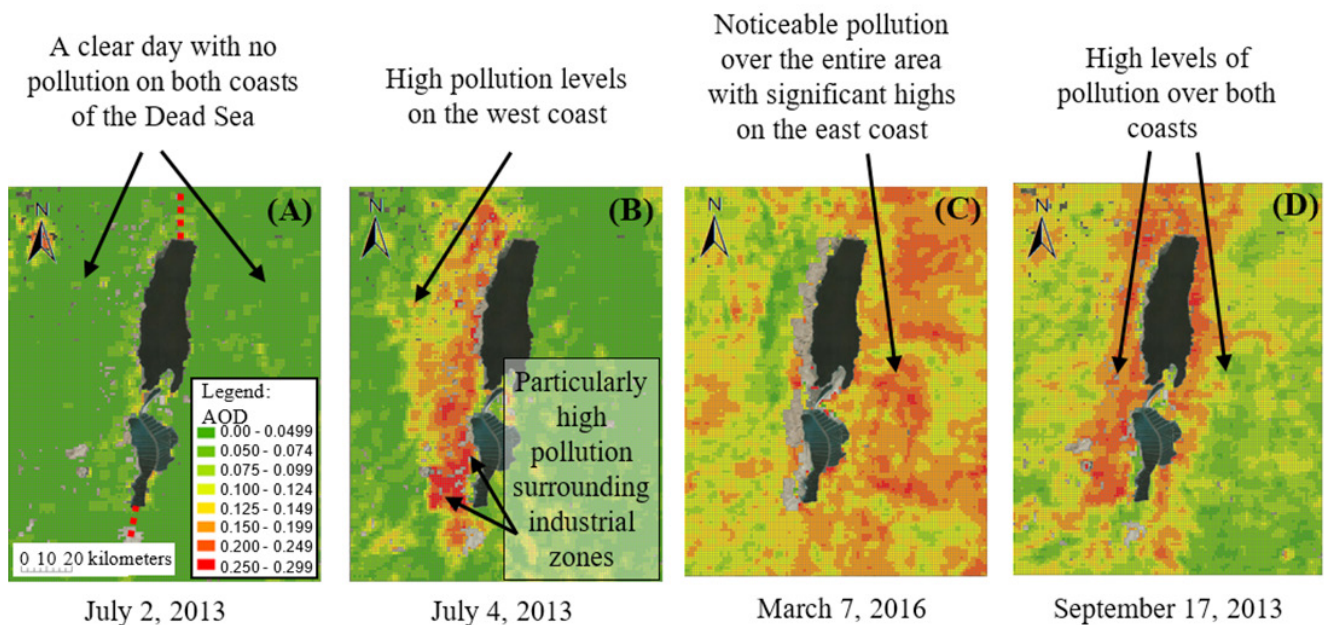 A clear day with no
pollution on both coasts
of the Dead Sea
High pollution levels
on the west coast
Noticeable pollution
over the entire area
with significant highs
on the east coast
High levels of
pollution over both
coasts
N
(A)
Legend:
AOD
0.00 - 0.0499
0.050 - 0.074
0.075 - 0.099
0.100 - 0.124
0.125 - 0.149
0.150 - 0.199
0.200 - 0.249
0.250 - 0.299
0 10 20 kilometers
July 2, 2013
N
(B)
Particularly
high
pollution
surrounding
industrial
zones
July 4, 2013
N
(C)
March 7, 2016
N
(D)
September 17, 2013